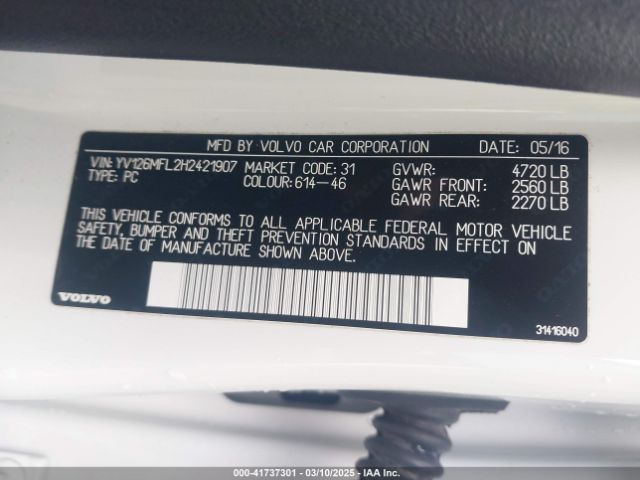 MFD BY VOLVO CAR CORPORATION DATE: 05/16
VIN: YV126MFL2H2421907 MARKET CODE: 31 GVWR: 4720 LB
TYPE: PC COLOUR: 614-46 GAWR FRONT: 2560 LB
GAWR REAR: 2270 LB
THIS VEHICLE CONFORMS TO ALL APPLICABLE FEDERAL MOTOR VEHICLE
SAFETY, BUMPER AND THEFT PREVENTION STANDARDS IN EFFECT ON
THE DATE OF MANUFACTURE SHOWN ABOVE.
VOLVO
31416040
000-41737301 | 03/10/2025 - IAAI.COM